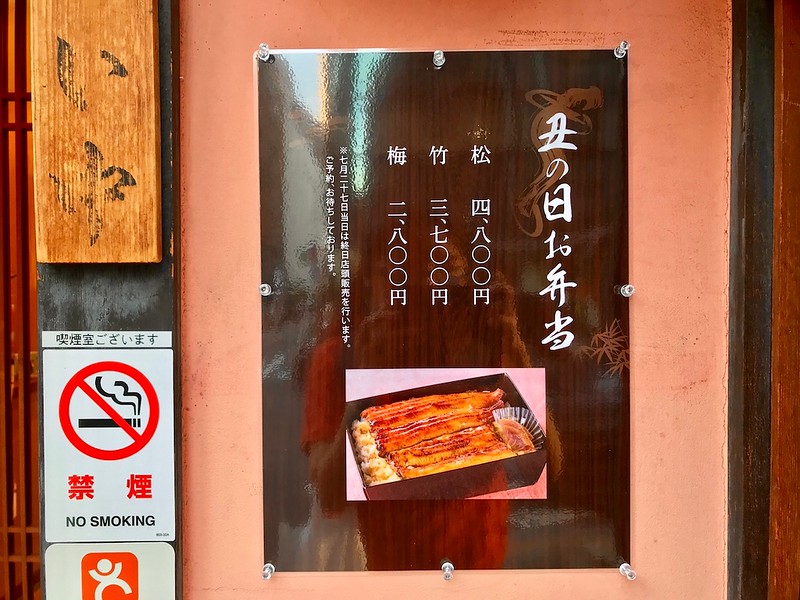 い中
丑の日お弁当
松 四、八〇〇円
竹 三、七〇〇円
梅 二、八〇〇円
※七月二十七日当日は終日店頭販売を行います。
ご予約、お待ちしております。
喫煙室ございます
禁煙
NO SMOKING